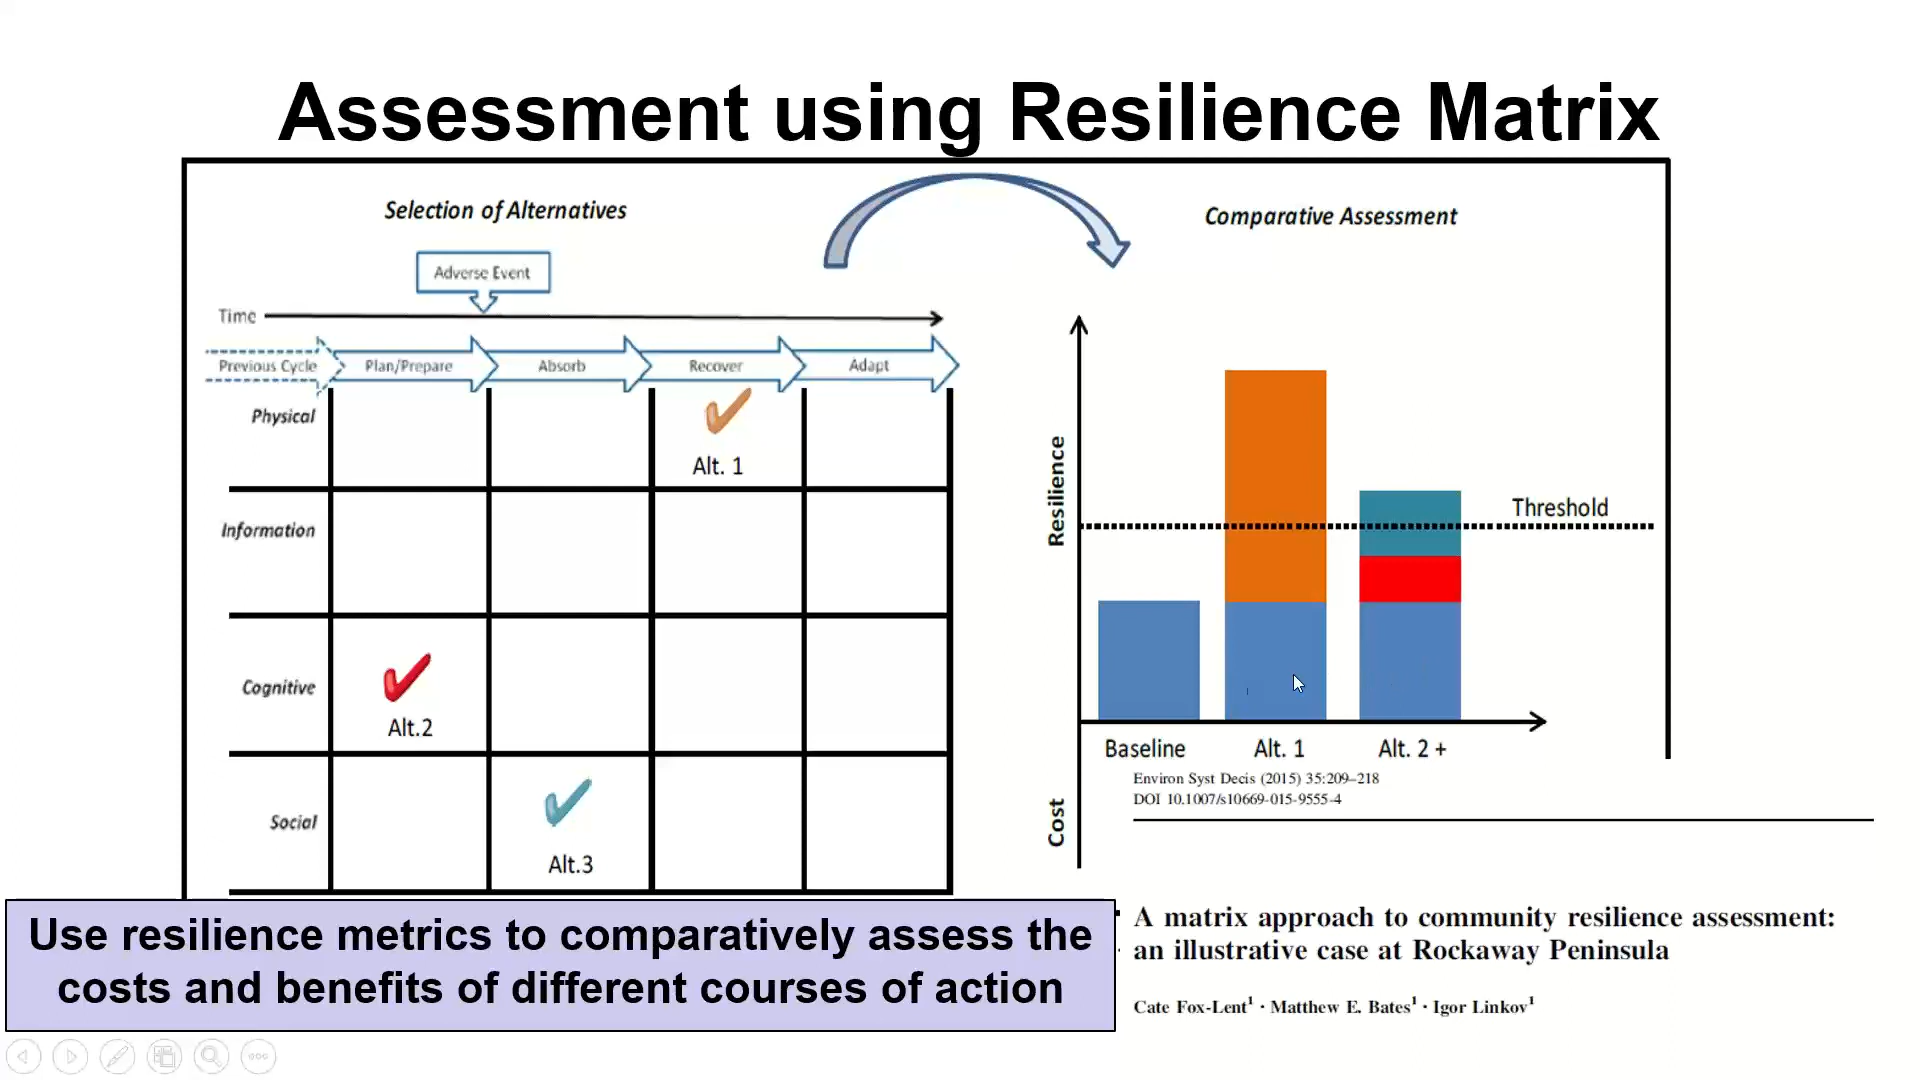 Assessment using Resilience Matrix
Selection of Alternatives
Adverse Event
Time
Previous Cycle
Plan/Prepare
Absorb
Recover
Adapt
Physical
Alt. 1
Information
Cognitive
Alt.2
Social
Alt.3
Comparative Assessment
Resilience
Threshold
Baseline
Alt. 1
Alt. 2 +
Cost
Environ Syst Decis (2015) 35:209–218
DOI 10.1007/s10669-015-9555-4
A matrix approach to community resilience assessment:
an illustrative case at Rockaway Peninsula
Cate Fox-Lent¹ · Matthew E. Bates¹ · Igor Linkov¹
Use resilience metrics to comparatively assess the
costs and benefits of different courses of action